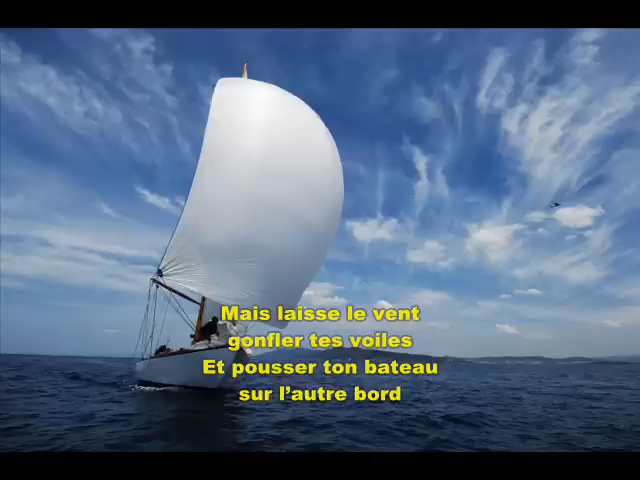 Mais laisse le vent
gonfler tes voiles
Et pousser ton bateau
sur l’autre bord